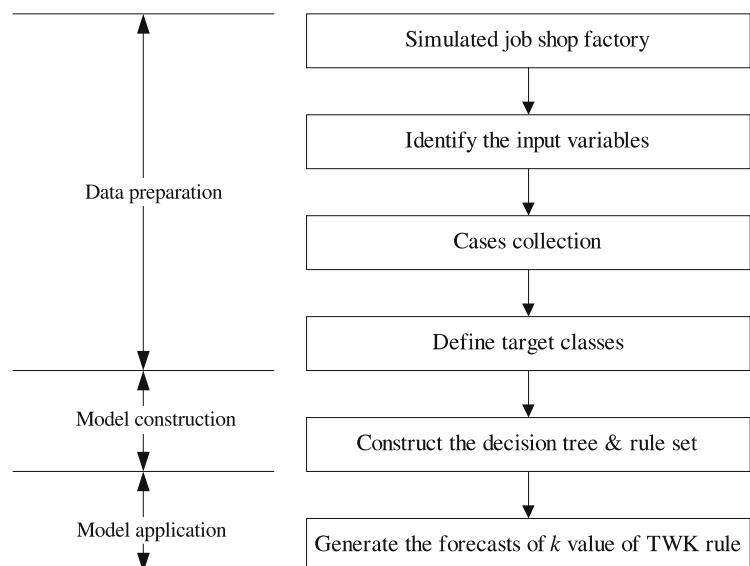 Simulated job shop factory
Identify the input variables
Data preparation
Cases collection
Define target classes
Model construction
Construct the decision tree & rule set
Model application
Generate the forecasts of k value of TWK rule